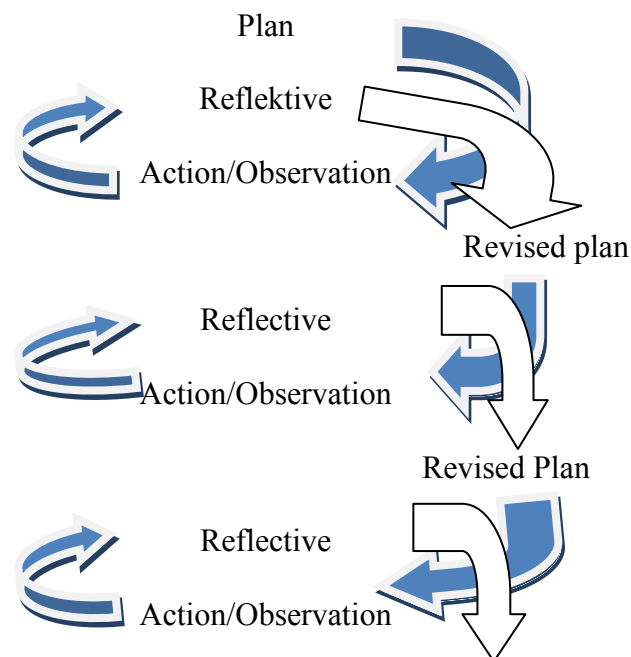 Plan
Reflektive
Action/Observation
Revised plan
Reflective
Action/Observation
Revised Plan
Reflective
Action/Observation